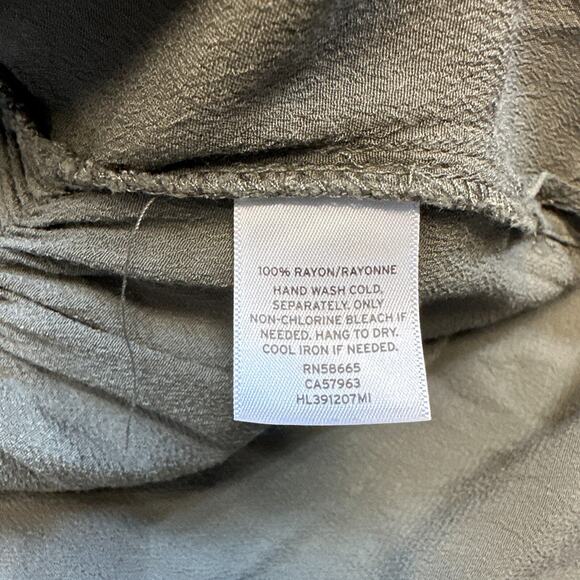 100% RAYON/RAYONNE
HAND WASH COLD,
SEPARATELY. ONLY
NON-CHLORINE BLEACH IF
NEEDED. HANG TO DRY.
COOL IRON IF NEEDED.
RN58665
CA57963
HL391207MI